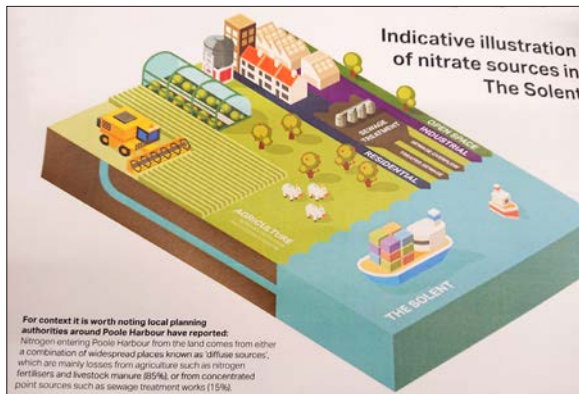 Indicative illustration
of nitrate sources in
The Solent
OPEN SPACE
INDUSTRIAL
SEWAGE
TREATMENT
RESIDENTIAL
AGRICULTURE
THE SOLENT
For context it is worth noting local planning
authorities around Poole Harbour have reported:
Nitrogen entering Poole Harbour from the land comes from either
a combination of widespread places known as 'diffuse sources',
which are mainly losses from agriculture such as nitrogen
fertilisers and livestock manure (85%), or from concentrated
point sources such as sewage treatment works (15%).